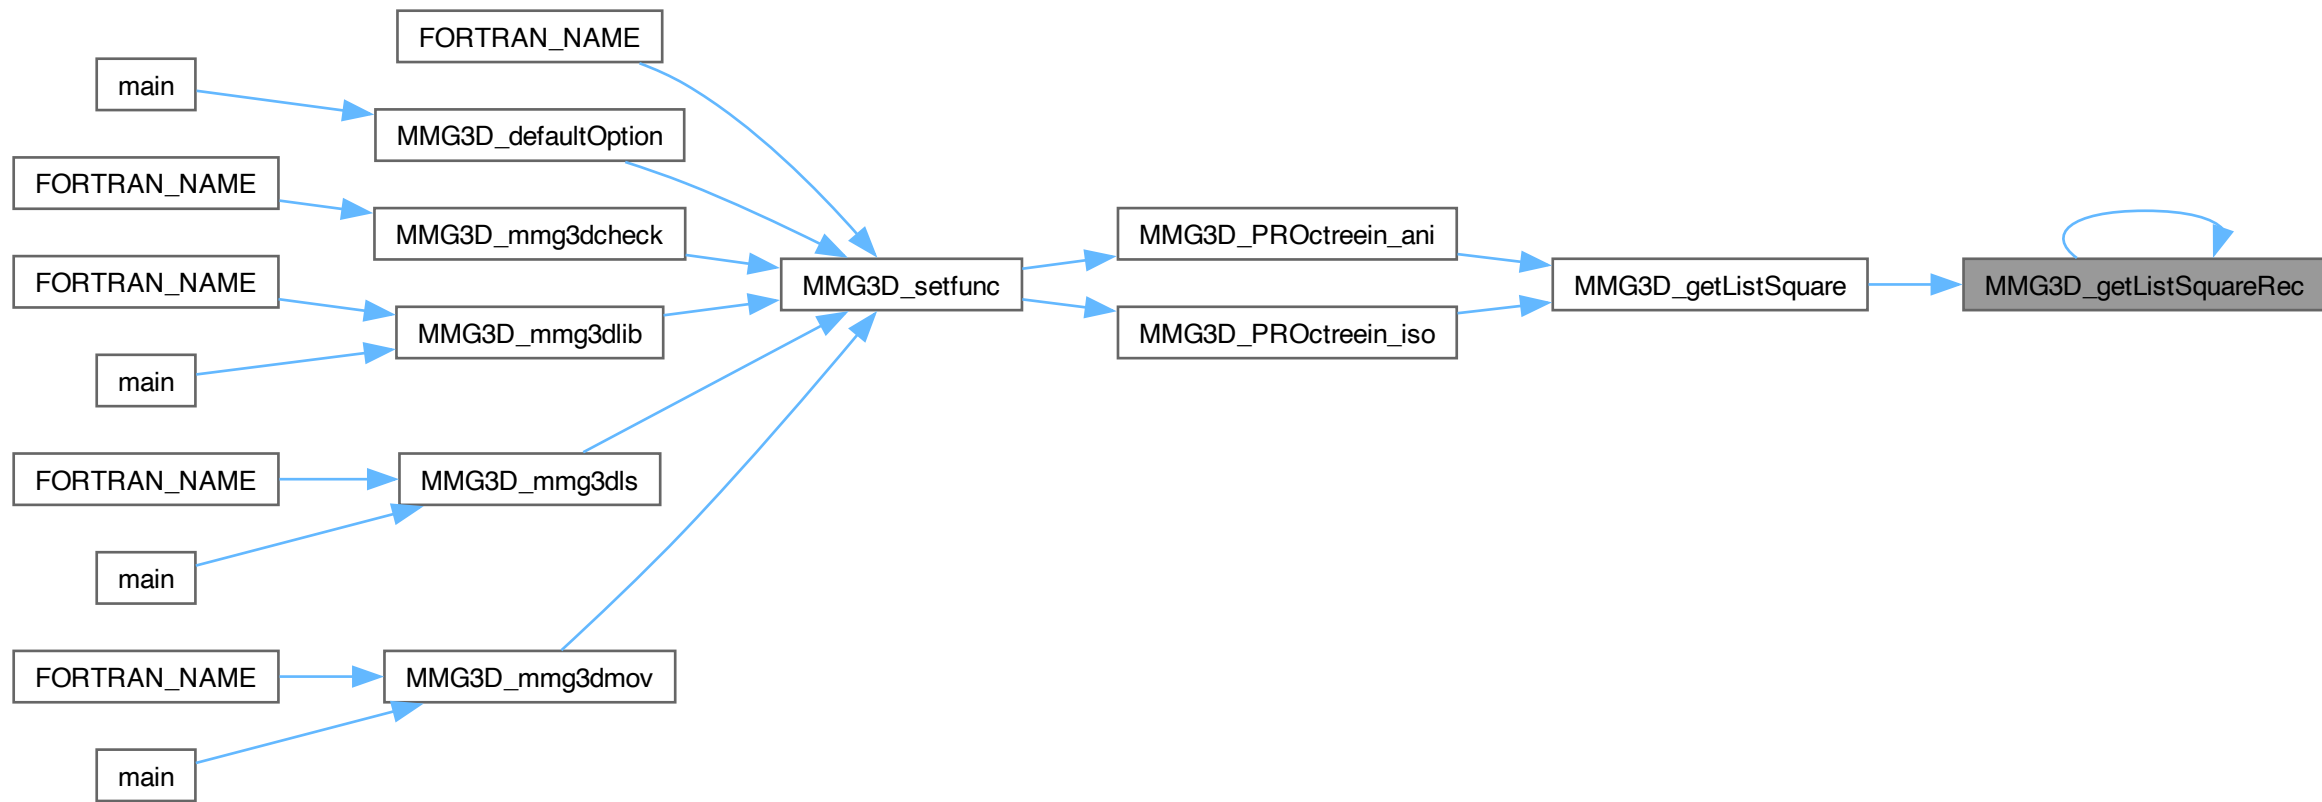 FORTRAN_NAME
main
MMG3D_defaultOption
FORTRAN_NAME
MMG3D_mmg3dcheck
MMG3D_PROctreein_ani
FORTRAN_NAME
MMG3D_setfunc
MMG3D_getListSquare
MMG3D_getListSquareRec
MMG3D_mmg3dlib
MMG3D_PROctreein_iso
main
FORTRAN_NAME
MMG3D_mmg3dls
main
FORTRAN_NAME
MMG3D_mmg3dmov
main